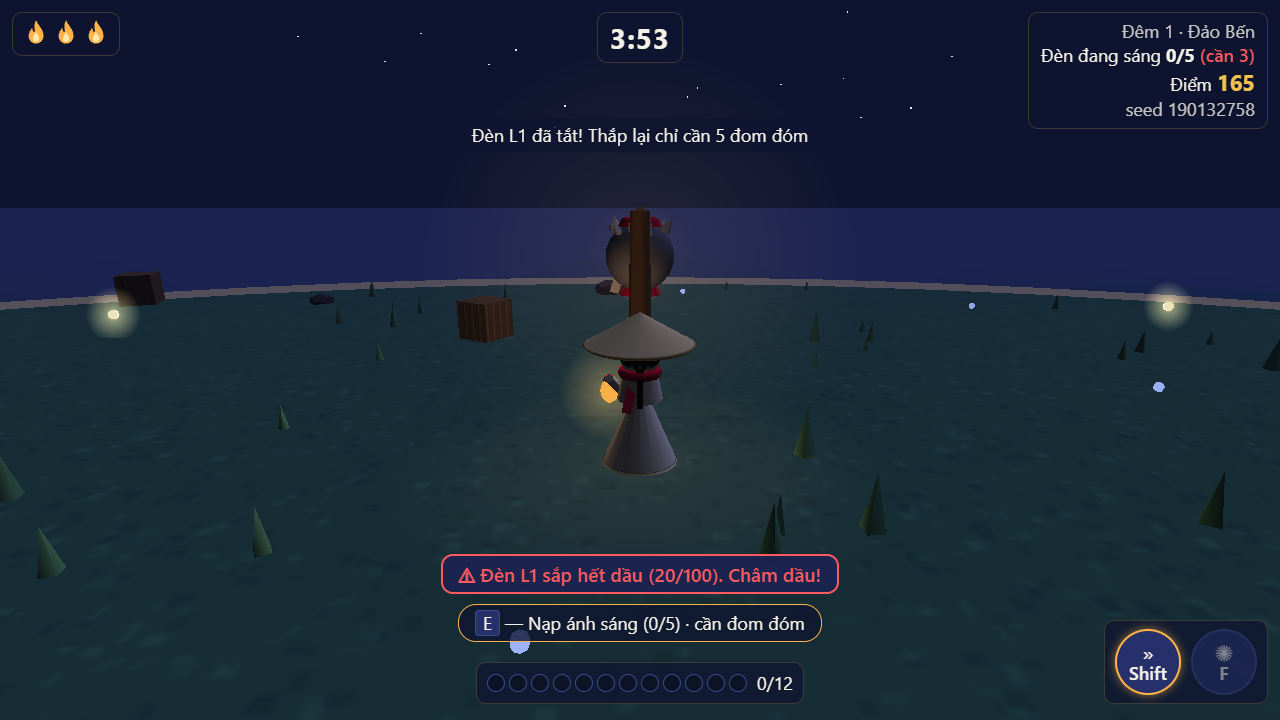 3:53
Đêm 1 · Đảo Bến
Đèn đang sáng 0/5 (cần 3)
Điểm 165
seed 190132758
Đèn L1 đã tắt! Thắp lại chỉ cần 5 đom đóm
⚠ Đèn L1 sắp hết dầu (20/100). Châm dầu!
E — Nạp ánh sáng (0/5) · cần đom đóm
0/12
» Shift
F